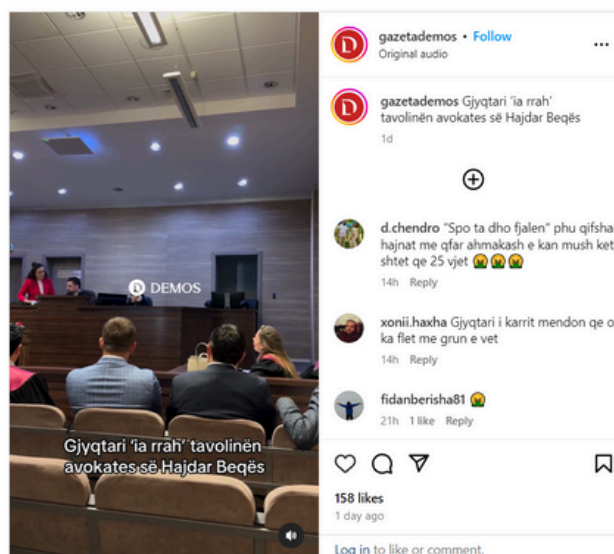 gazetademos • Follow
Original audio
gazetademos Gjyqtari 'ia rrah'
tavolinën avokates së Hajdar Beqës
1d
d.chendro "Spo ta dho fjalen" phu qifsha
hajnat me qfar ahmakash e kan mush ket
shtet qe 25 vjet 🤮🤮🤮
14h Reply
xonii.haxha Gjyqtari i karrit mendon qe o
ka flet me grun e vet
14h Reply
fidanberisha81 🤮
21h 1 like Reply
158 likes
1 day ago
Log in to like or comment.
DEMOS
Gjyqtari 'ia rrah' tavolinën
avokates së Hajdar Beqës